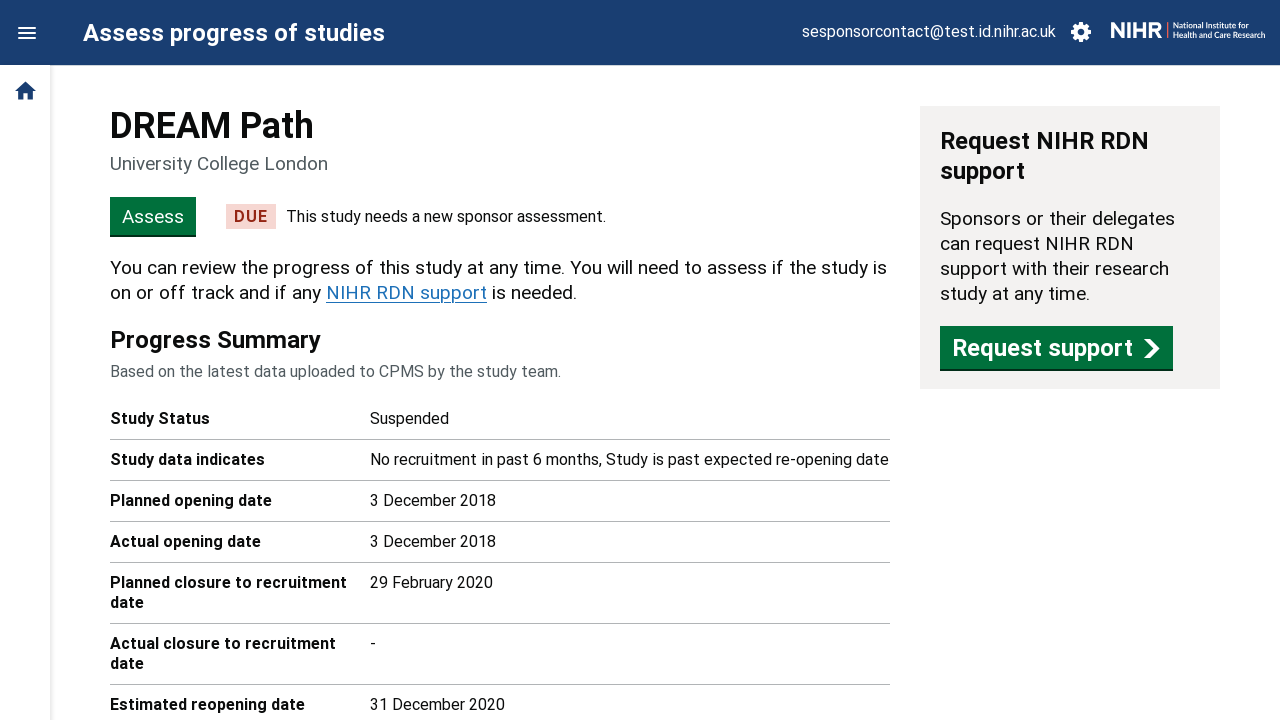 Assess progress of studies
sesponsorcontact@test.id.nihr.ac.uk
NIHR | National Institute for
Health and Care Research
DREAM Path
University College London
Assess
DUE
This study needs a new sponsor assessment.
You can review the progress of this study at any time. You will need to assess if the study is
on or off track and if any NIHR RDN support is needed.
Progress Summary
Based on the latest data uploaded to CPMS by the study team.
Study Status
Suspended
Study data indicates
No recruitment in past 6 months, Study is past expected re-opening date
Planned opening date
3 December 2018
Actual opening date
3 December 2018
Planned closure to recruitment
date
29 February 2020
Actual closure to recruitment
date
-
Estimated reopening date
31 December 2020
Request NIHR RDN
support
Sponsors or their delegates
can request NIHR RDN
support with their research
study at any time.
Request support